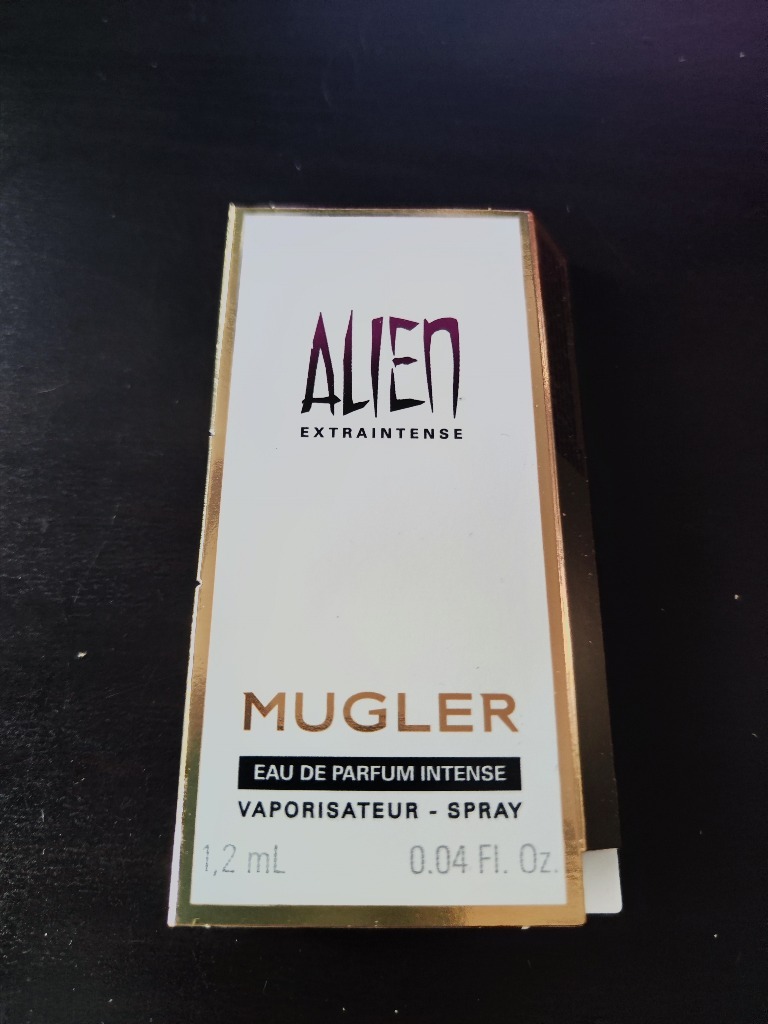 ALIEN
EXTRAINTENSE
MUGLER
EAU DE PARFUM INTENSE
VAPORISATEUR - SPRAY
1,2 mL 0.04 Fl. Oz.